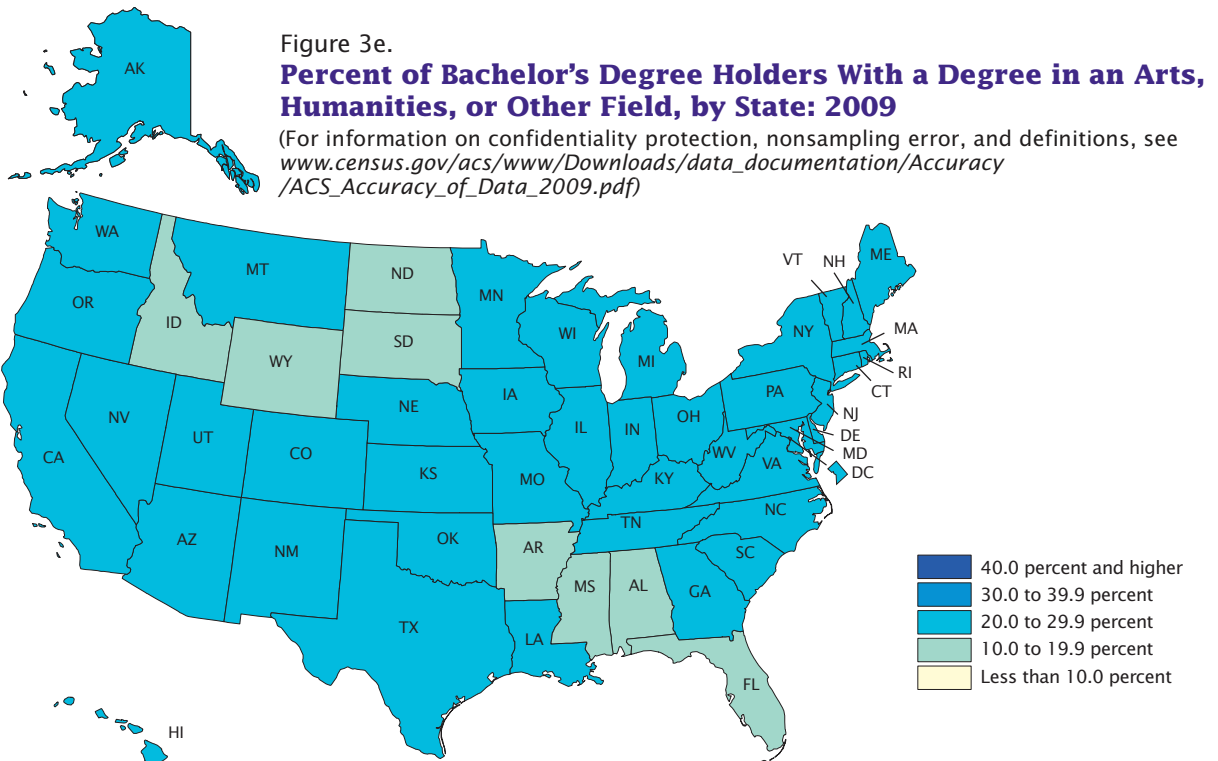 Figure 3e.
Percent of Bachelor's Degree Holders With a Degree in an Arts,
Humanities, or Other Field, by State: 2009
(For information on confidentiality protection, nonsampling error, and definitions, see
www.census.gov/acs/www/Downloads/data_documentation/Accuracy
/ACS_Accuracy_of_Data_2009.pdf)
AK
WA
MT
ND
MN
VT
NH
ME
OR
ID
WY
SD
WI
MI
NY
MA
RI
CT
NV
UT
CO
NE
IA
IL
IN
OH
PA
NJ
DE
MD
DC
CA
KS
MO
KY
WV
VA
AZ
NM
OK
AR
TN
NC
SC
TX
LA
MS
AL
GA
FL
HI
40.0 percent and higher
30.0 to 39.9 percent
20.0 to 29.9 percent
10.0 to 19.9 percent
Less than 10.0 percent